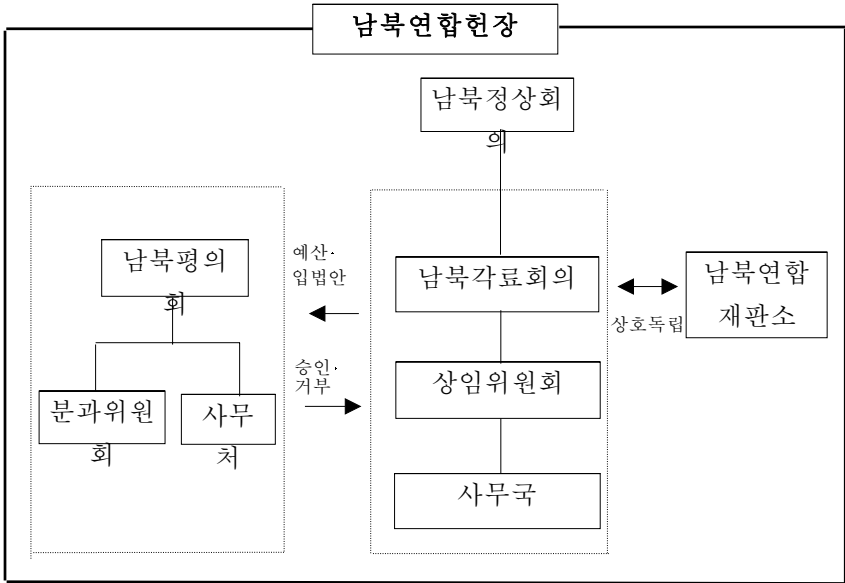 남북연합헌장
남북정상회
의
남북평의
회
예산·
입법안
남북각료회의
남북연합
재판소
상호독립
승인·
거부
상임위원회
분과위원
회
사무
처
사무국